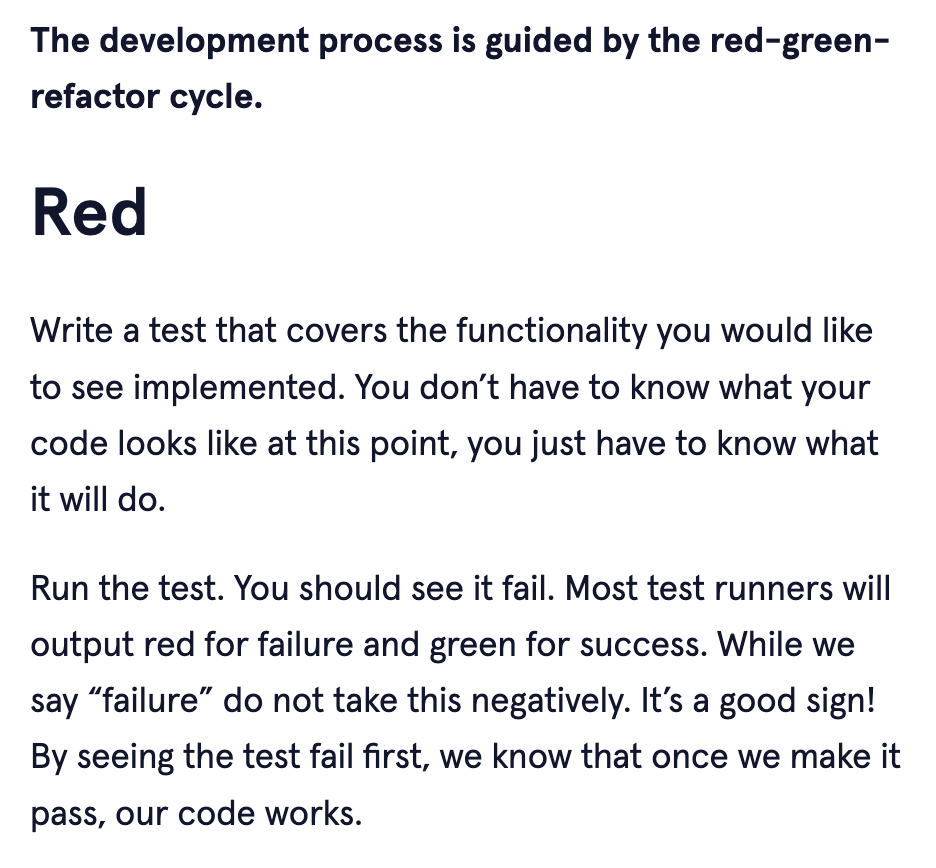 The development process is guided by the red-green-
refactor cycle.
Red
Write a test that covers the functionality you would like
to see implemented. You don’t have to know what your
code looks like at this point, you just have to know what
it will do.
Run the test. You should see it fail. Most test runners will
output red for failure and green for success. While we
say “failure” do not take this negatively. It’s a good sign!
By seeing the test fail first, we know that once we make it
pass, our code works.